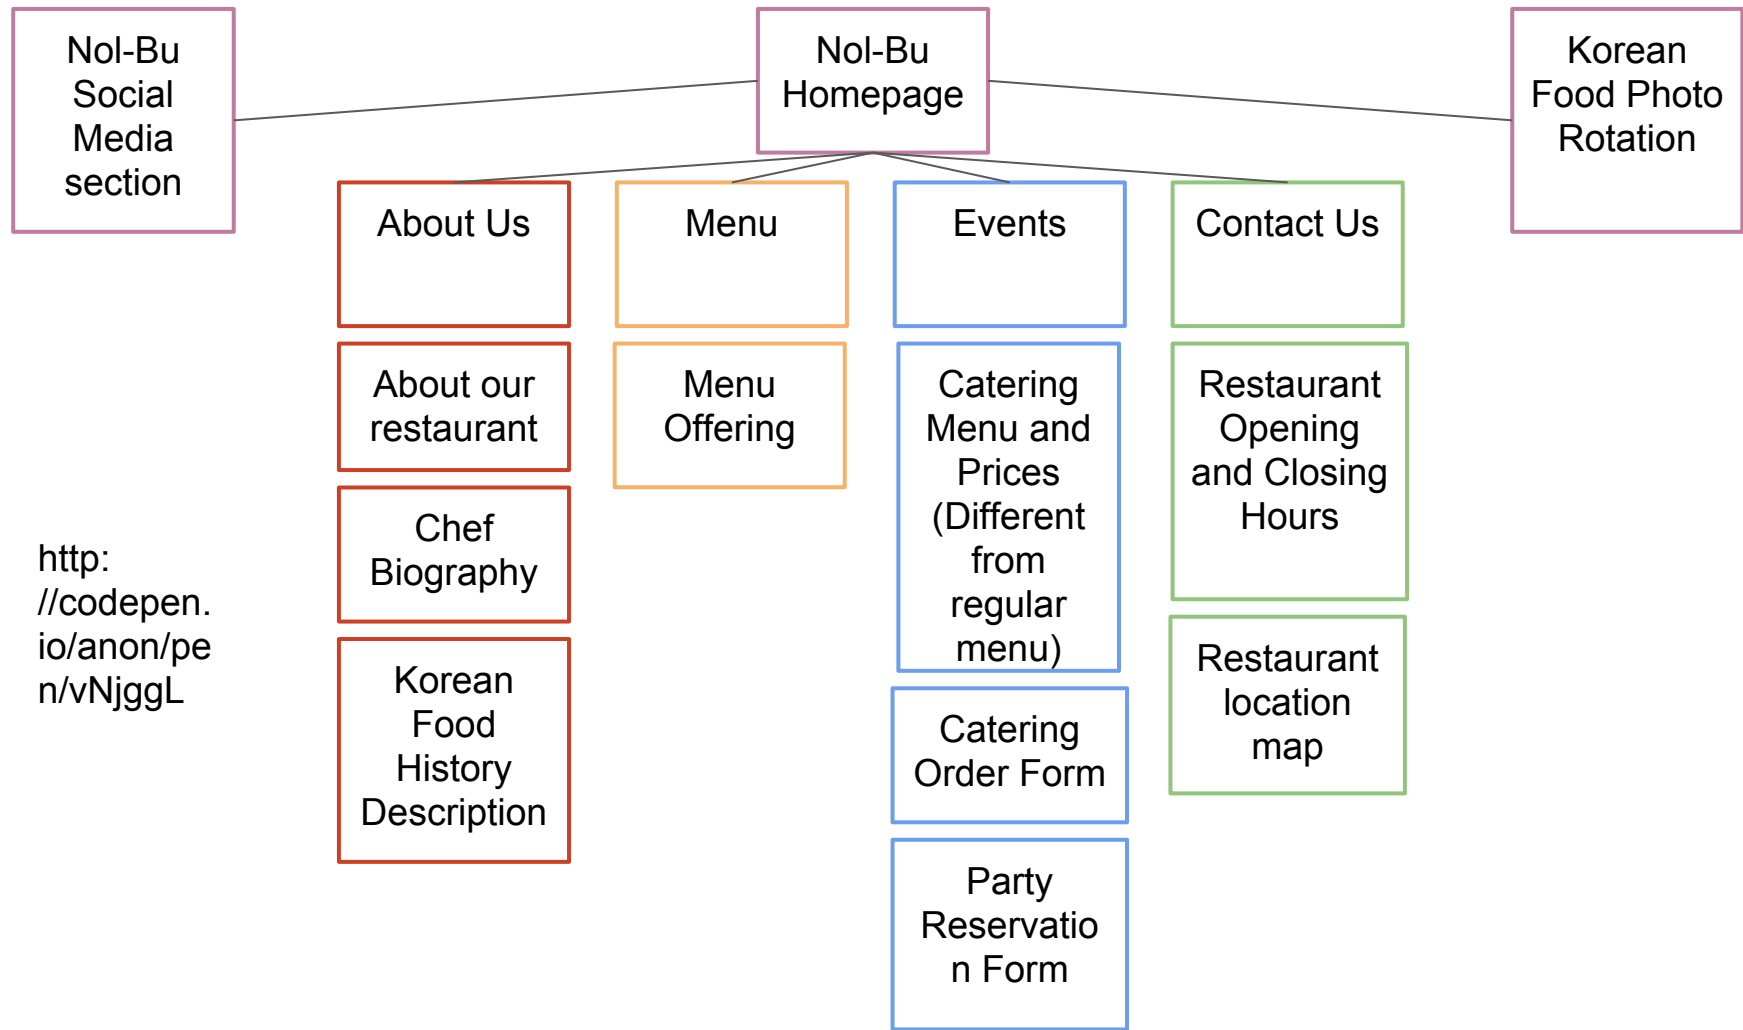 Nol-Bu
Social
Media
section
Nol-Bu
Homepage
Korean
Food Photo
Rotation
About Us
Menu
Events
Contact Us
About our
restaurant
Chef
Biography
Korean
Food
History
Description
Menu
Offering
Catering
Menu and
Prices
(Different
from
regular
menu)
Catering
Order Form
Party
Reservatio
n Form
Restaurant
Opening
and Closing
Hours
Restaurant
location
map
http:
//codepen.
io/anon/pe
n/vNjggL